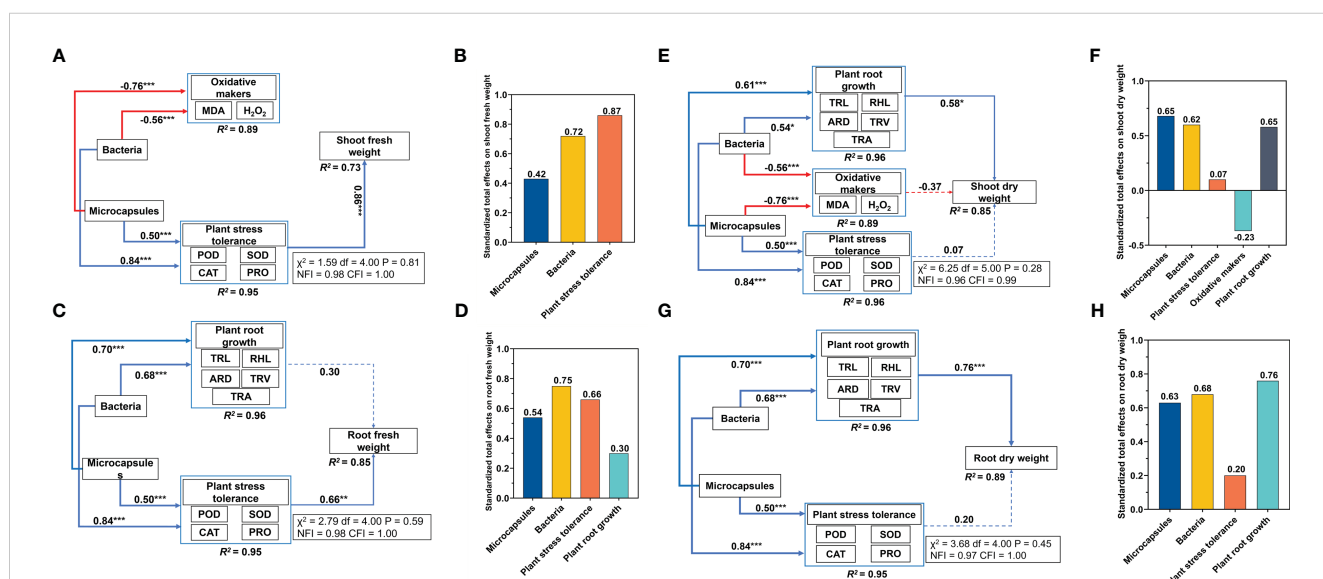 A
-0.76***
Oxidative
makers
MDA
H₂O₂
-0.56***
R² = 0.89
Bacteria
Shoot fresh
weight
R² = 0.73
0.86***
Microcapsules
0.50***
Plant stress
tolerance
POD
SOD
CAT
PRO
0.84***
R² = 0.95
χ² = 1.59 df = 4.00 P = 0.81
NFI = 0.98 CFI = 1.00
B
Standardized total effects on shoot fresh weight
1.0
0.8
0.6
0.4
0.2
0.0
0.42
0.72
0.87
Microcapsules
Bacteria
Plant stress tolerance
C
0.70***
Plant root
growth
TRL
RHL
ARD
TRV
TRA
0.68***
R² = 0.96
0.30
Bacteria
Root fresh
weight
R² = 0.85
Microcapsule
s
0.50***
Plant stress
tolerance
POD
SOD
CAT
PRO
0.84***
R² = 0.95
0.66**
χ² = 2.79 df = 4.00 P = 0.59
NFI = 0.98 CFI = 1.00
D
Standardized total effects on root fresh weight
1.0
0.8
0.6
0.4
0.2
0.0
0.54
0.75
0.66
0.30
Microcapsules
Bacteria
Plant stress tolerance
Plant root growth
E
0.61***
Plant root
growth
TRL
RHL
ARD
TRV
TRA
0.54*
R² = 0.96
0.58*
Bacteria
-0.56***
Oxidative
makers
MDA
H₂O₂
-0.37
Shoot dry
weight
R² = 0.85
-0.76***
R² = 0.89
Microcapsules
0.50***
Plant stress
tolerance
0.07
POD
SOD
CAT
PRO
0.84***
R² = 0.96
χ² = 6.25 df = 5.00 P = 0.28
NFI = 0.96 CFI = 0.99
F
Standardized total effects on shoot dry weight
1.0
0.5
0.0
-0.5
0.65
0.62
0.07
-0.23
0.65
Microcapsules
Bacteria
Plant stress tolerance
Oxidative makers
Plant root growth
G
0.70***
Plant root growth
TRL
RHL
ARD
TRV
TRA
0.68***
R² = 0.96
0.76***
Bacteria
Root dry weight
R² = 0.89
Microcapsules
0.50***
Plant stress tolerance
POD
SOD
CAT
PRO
0.84***
R² = 0.95
0.20
χ² = 3.68 df = 4.00 P = 0.45
NFI = 0.97 CFI = 1.00
H
Standardized total effects on root dry weight
1.0
0.8
0.6
0.4
0.2
0.0
0.63
0.68
0.20
0.76
Microcapsules
Bacteria
Plant stress tolerance
Plant root growth